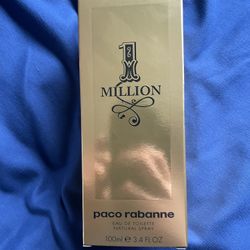 1
MILLION
paco rabanne
EAU DE TOILETTE
NATURAL SPRAY
100ml ℮ 3.4 FL.OZ